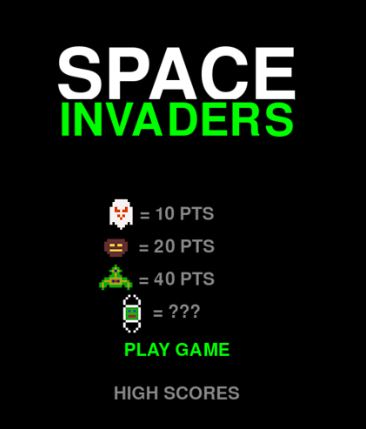 SPACE
INVADERS
= 10 PTS
= 20 PTS
= 40 PTS
= ???
PLAY GAME
HIGH SCORES